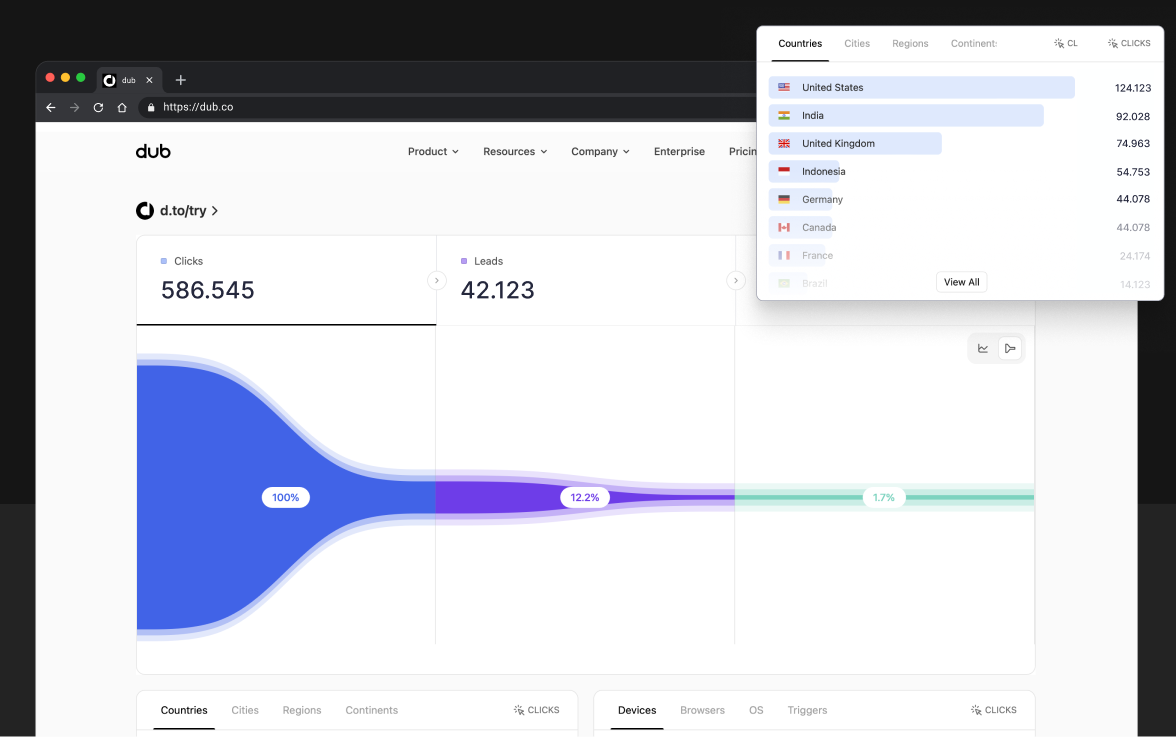 dub
https://dub.co
dub
Product
Resources
Company
Enterprise
Pricin
d.to/try
Clicks
586.545
Leads
42.123
100%
12.2%
1.7%
Countries
Cities
Regions
Continents
CLICKS
Devices
Browsers
OS
Triggers
CLICKS
Countries
Cities
Regions
Continent
CL
CLICKS
United States 124.123
India 92.028
United Kingdom 74.963
Indonesia 54.753
Germany 44.078
Canada 44.078
France 24.174
Brazil 14.123
View All